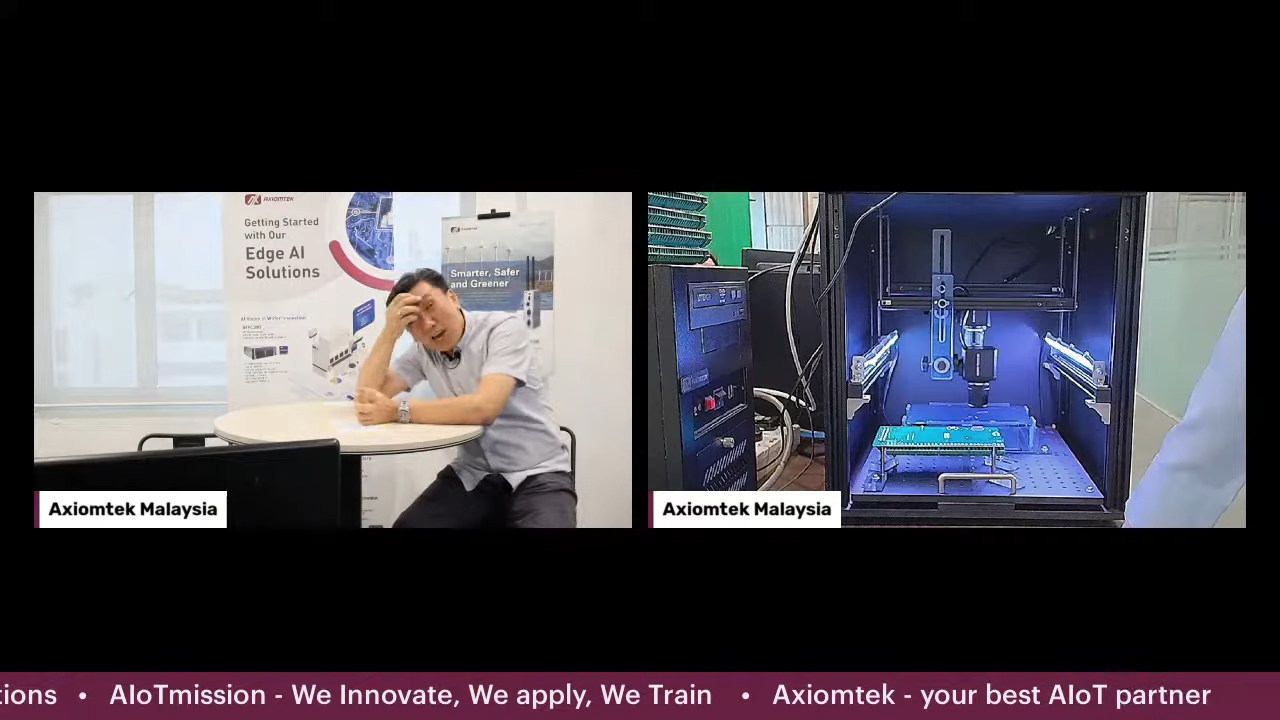 AXIOMTEK
Getting Started
with Our
Edge AI
Solutions
Smarter, Safer
and Greener
Axiomtek Malaysia
Axiomtek Malaysia
tions • AIoTmission - We Innovate, We apply, We Train • Axiomtek - your best AIoT partner